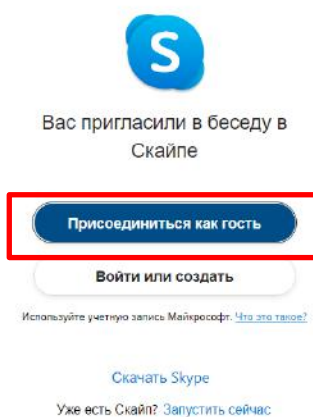 S
Вас пригласили в беседу в
Скайпе
Присоединиться как гость
Войти или создать
Используйте учетную запись Майкрософт. Что это такое?
Скачать Skype
Уже есть Скайп? Запустить сейчас